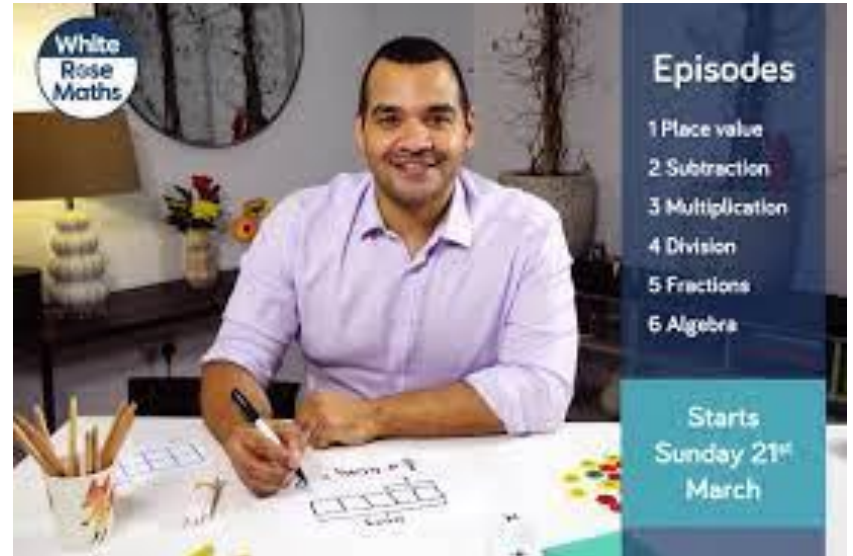 White
Rose
Maths
Episodes
1 Place value
2 Subtraction
3 Multiplication
4 Division
5 Fractions
6 Algebra
Starts
Sunday 21st
March